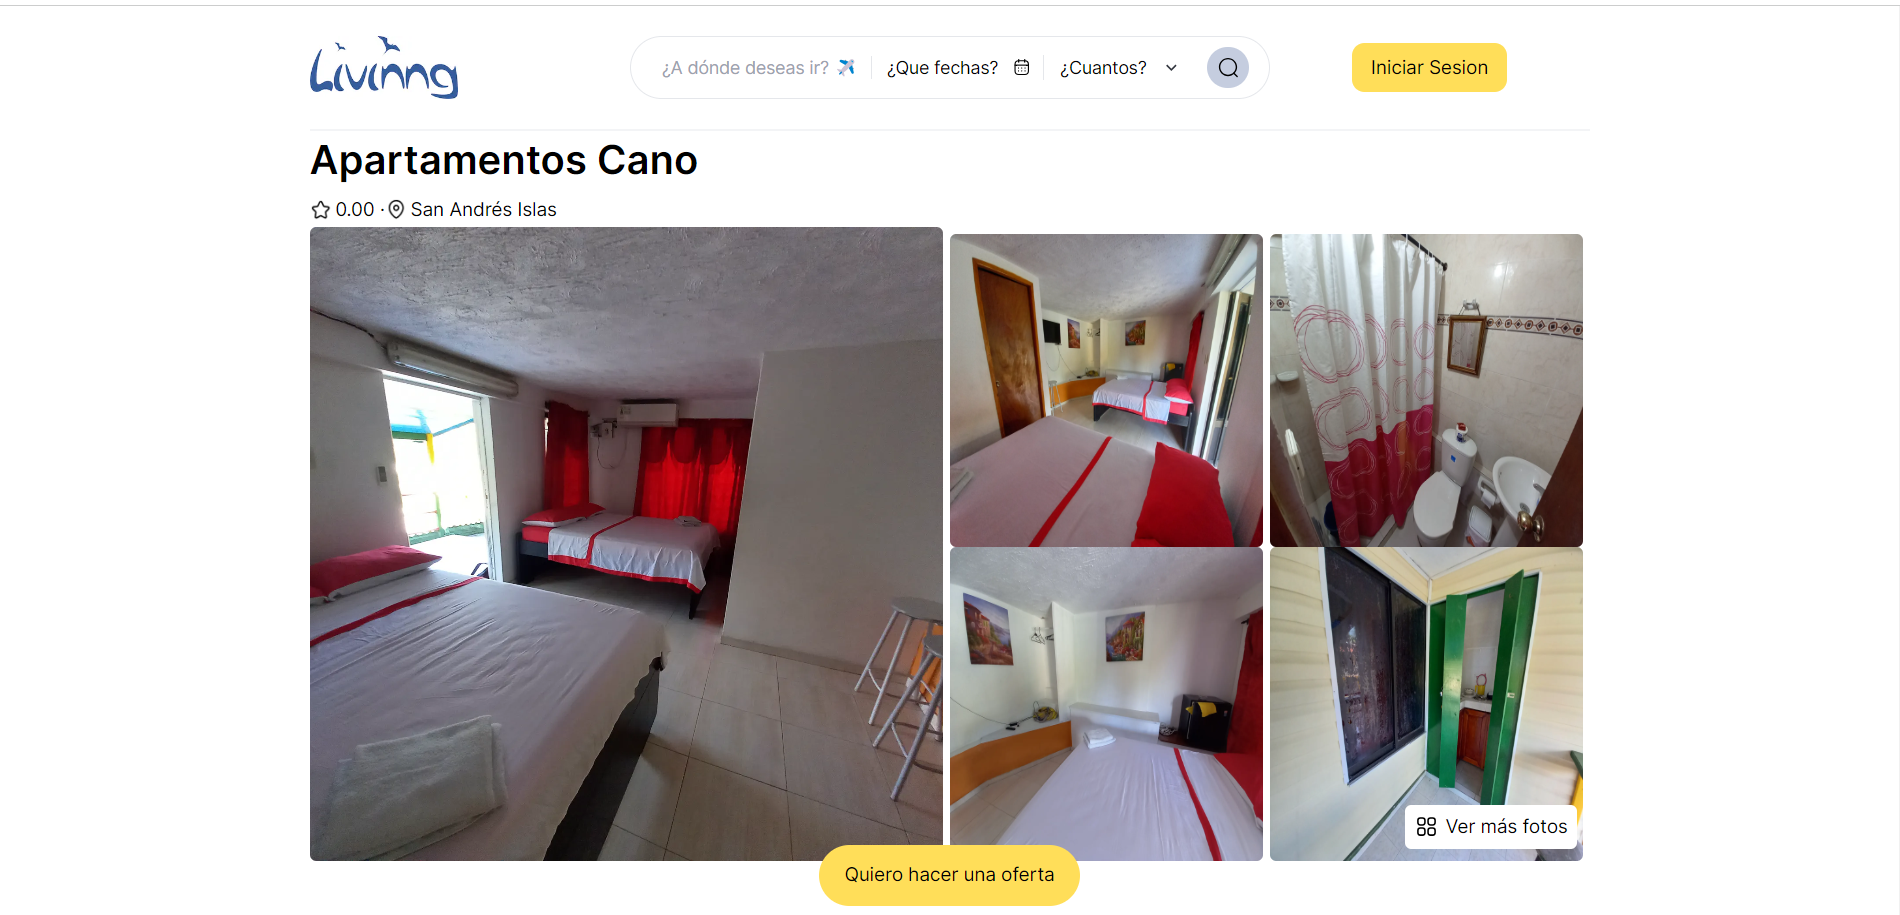 Livinng
¿A dónde deseas ir? ✈️ ¿Que fechas? ¿Cuantos?
Iniciar Sesion
Apartamentos Cano
0.00 · San Andrés Islas
Ver más fotos
Quiero hacer una oferta